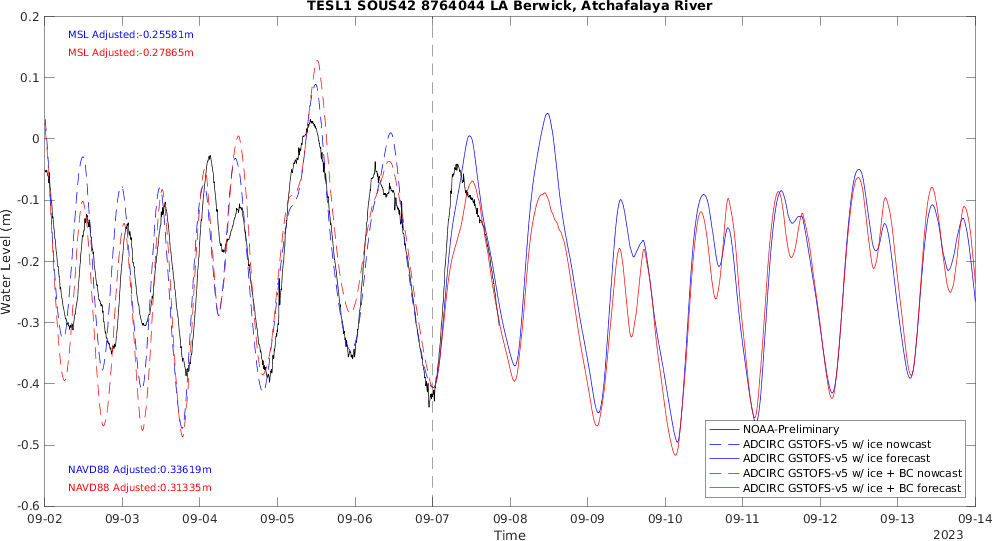 TESL1 SOUS42 8764044 LA Berwick, Atchafalaya River
0.2
MSL Adjusted:-0.25581m
MSL Adjusted:-0.27865m
0.1
0
-0.1
-0.2
Water Level (m)
-0.3
-0.4
-0.5
-0.6
NOAA-Preliminary
ADCIRC GSTOFS-v5 w/ ice nowcast
ADCIRC GSTOFS-v5 w/ ice forecast
ADCIRC GSTOFS-v5 w/ ice + BC nowcast
ADCIRC GSTOFS-v5 w/ ice + BC forecast
NAVD88 Adjusted:0.33619m
NAVD88 Adjusted:0.31335m
09-02 09-03 09-04 09-05 09-06 09-07 09-08 09-09 09-10 09-11 09-12 09-13 09-14
Time
2023